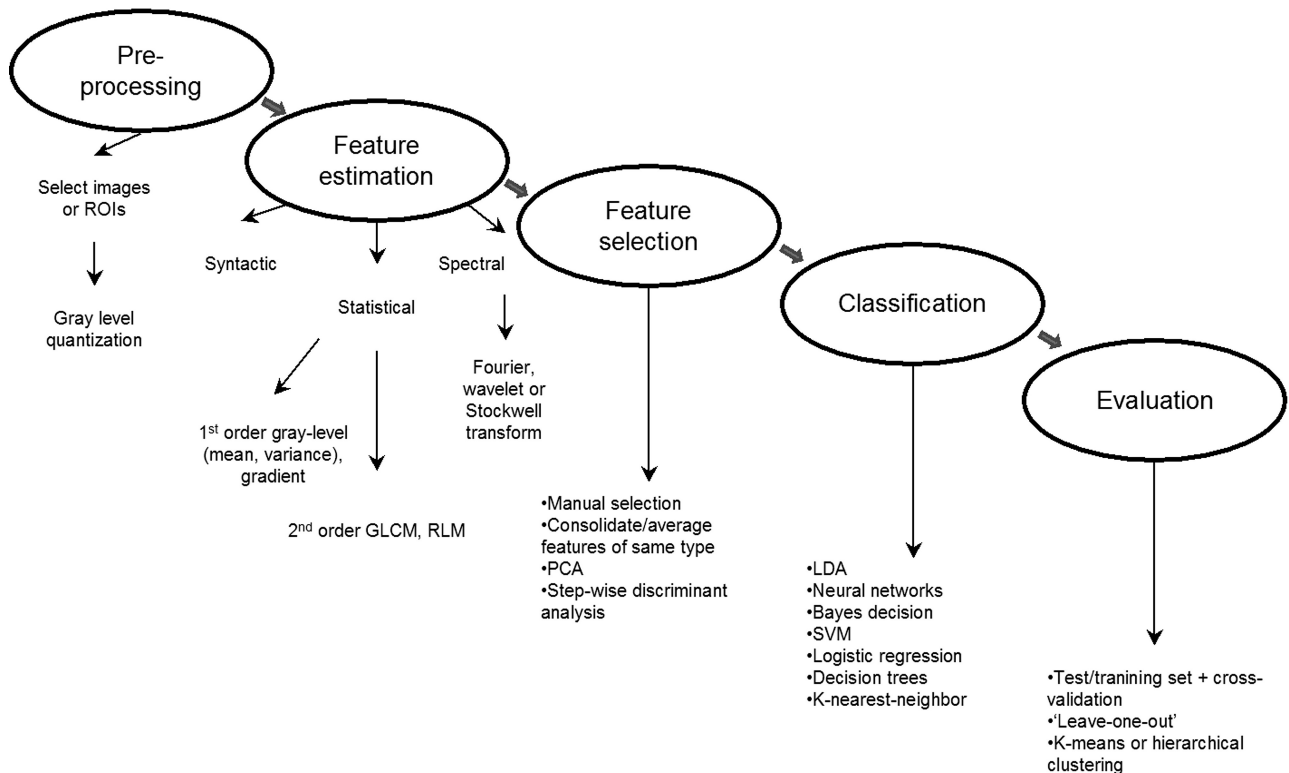 Pre-
processing
Feature
estimation
Feature
selection
Classification
Evaluation
Select images
or ROIs
Gray level
quantization
Syntactic
Statistical
Spectral
1st order gray-level
(mean, variance),
gradient
2nd order GLCM, RLM
Fourier,
wavelet or
Stockwell
transform
•Manual selection
•Consolidate/average
features of same type
•PCA
•Step-wise discriminant
analysis
•LDA
•Neural networks
•Bayes decision
•SVM
•Logistic regression
•Decision trees
•K-nearest-neighbor
•Test/tranining set + cross-
validation
•‘Leave-one-out’
•K-means or hierarchical
clustering